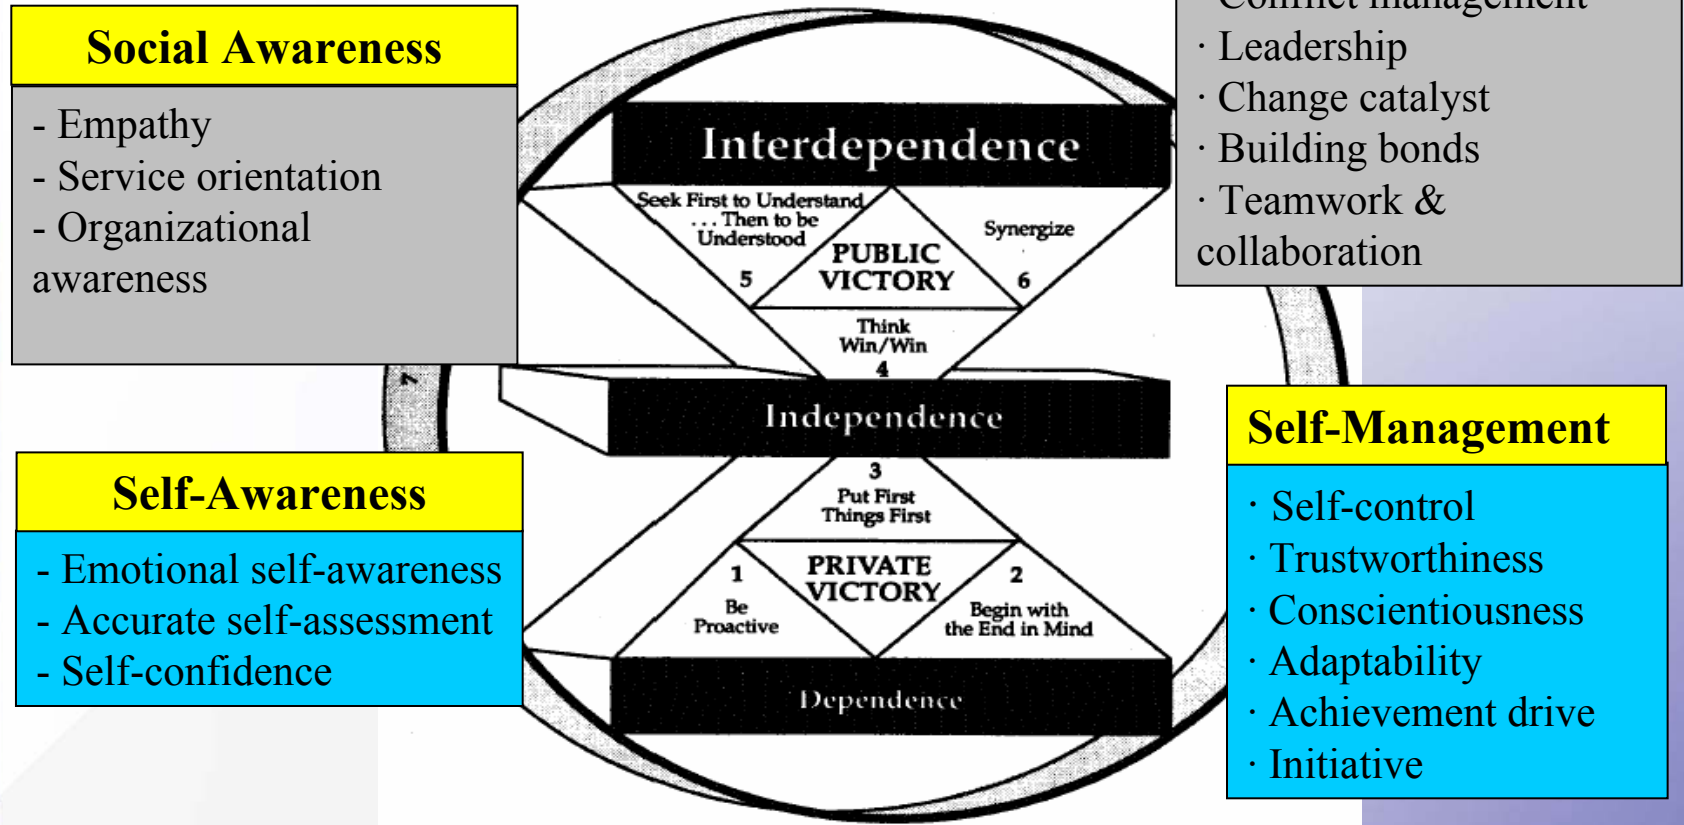 Social Awareness
- Empathy
- Service orientation
- Organizational
awareness
Conflict management
· Leadership
· Change catalyst
· Building bonds
· Teamwork &
collaboration
Interdependence
Seek First to Understand
... Then to be
Understood
5
PUBLIC
VICTORY
Synergize
6
Think
Win/Win
4
7
Independence
3
Put First
Things First
1
Be
Proactive
PRIVATE
VICTORY
2
Begin with
the End in Mind
Dependence
Self-Awareness
- Emotional self-awareness
- Accurate self-assessment
- Self-confidence
Self-Management
· Self-control
· Trustworthiness
· Conscientiousness
· Adaptability
· Achievement drive
· Initiative